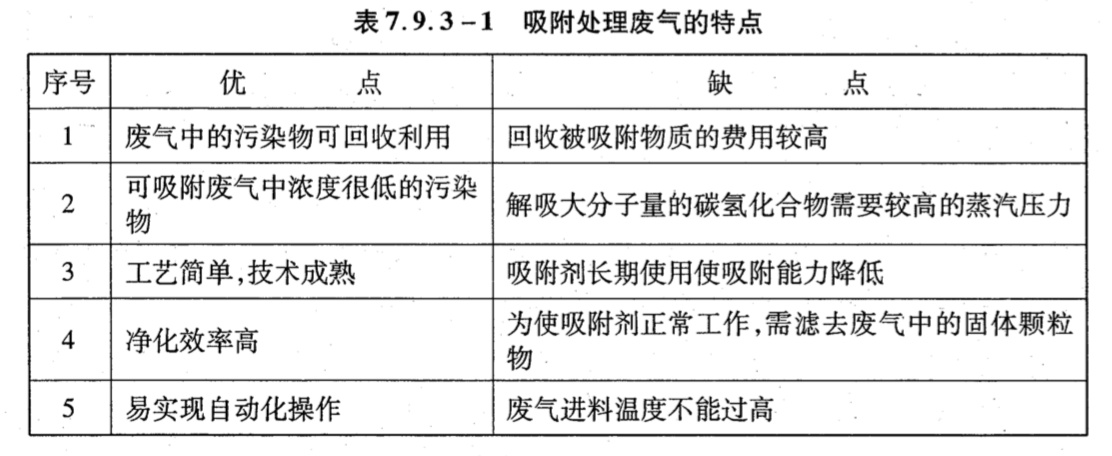 表7.9.3-1 吸附处理废气的特点
序号 优 点 缺 点
1 废气中的污染物可回收利用 回收被吸附物质的费用较高
2 可吸附废气中浓度很低的污染
物 解吸大分子量的碳氢化合物需要较高的蒸汽压力
3 工艺简单,技术成熟 吸附剂长期使用使吸附能力降低
4 净化效率高 为使吸附剂正常工作,需滤去废气中的固体颗粒
物
5 易实现自动化操作 废气进料温度不能过高